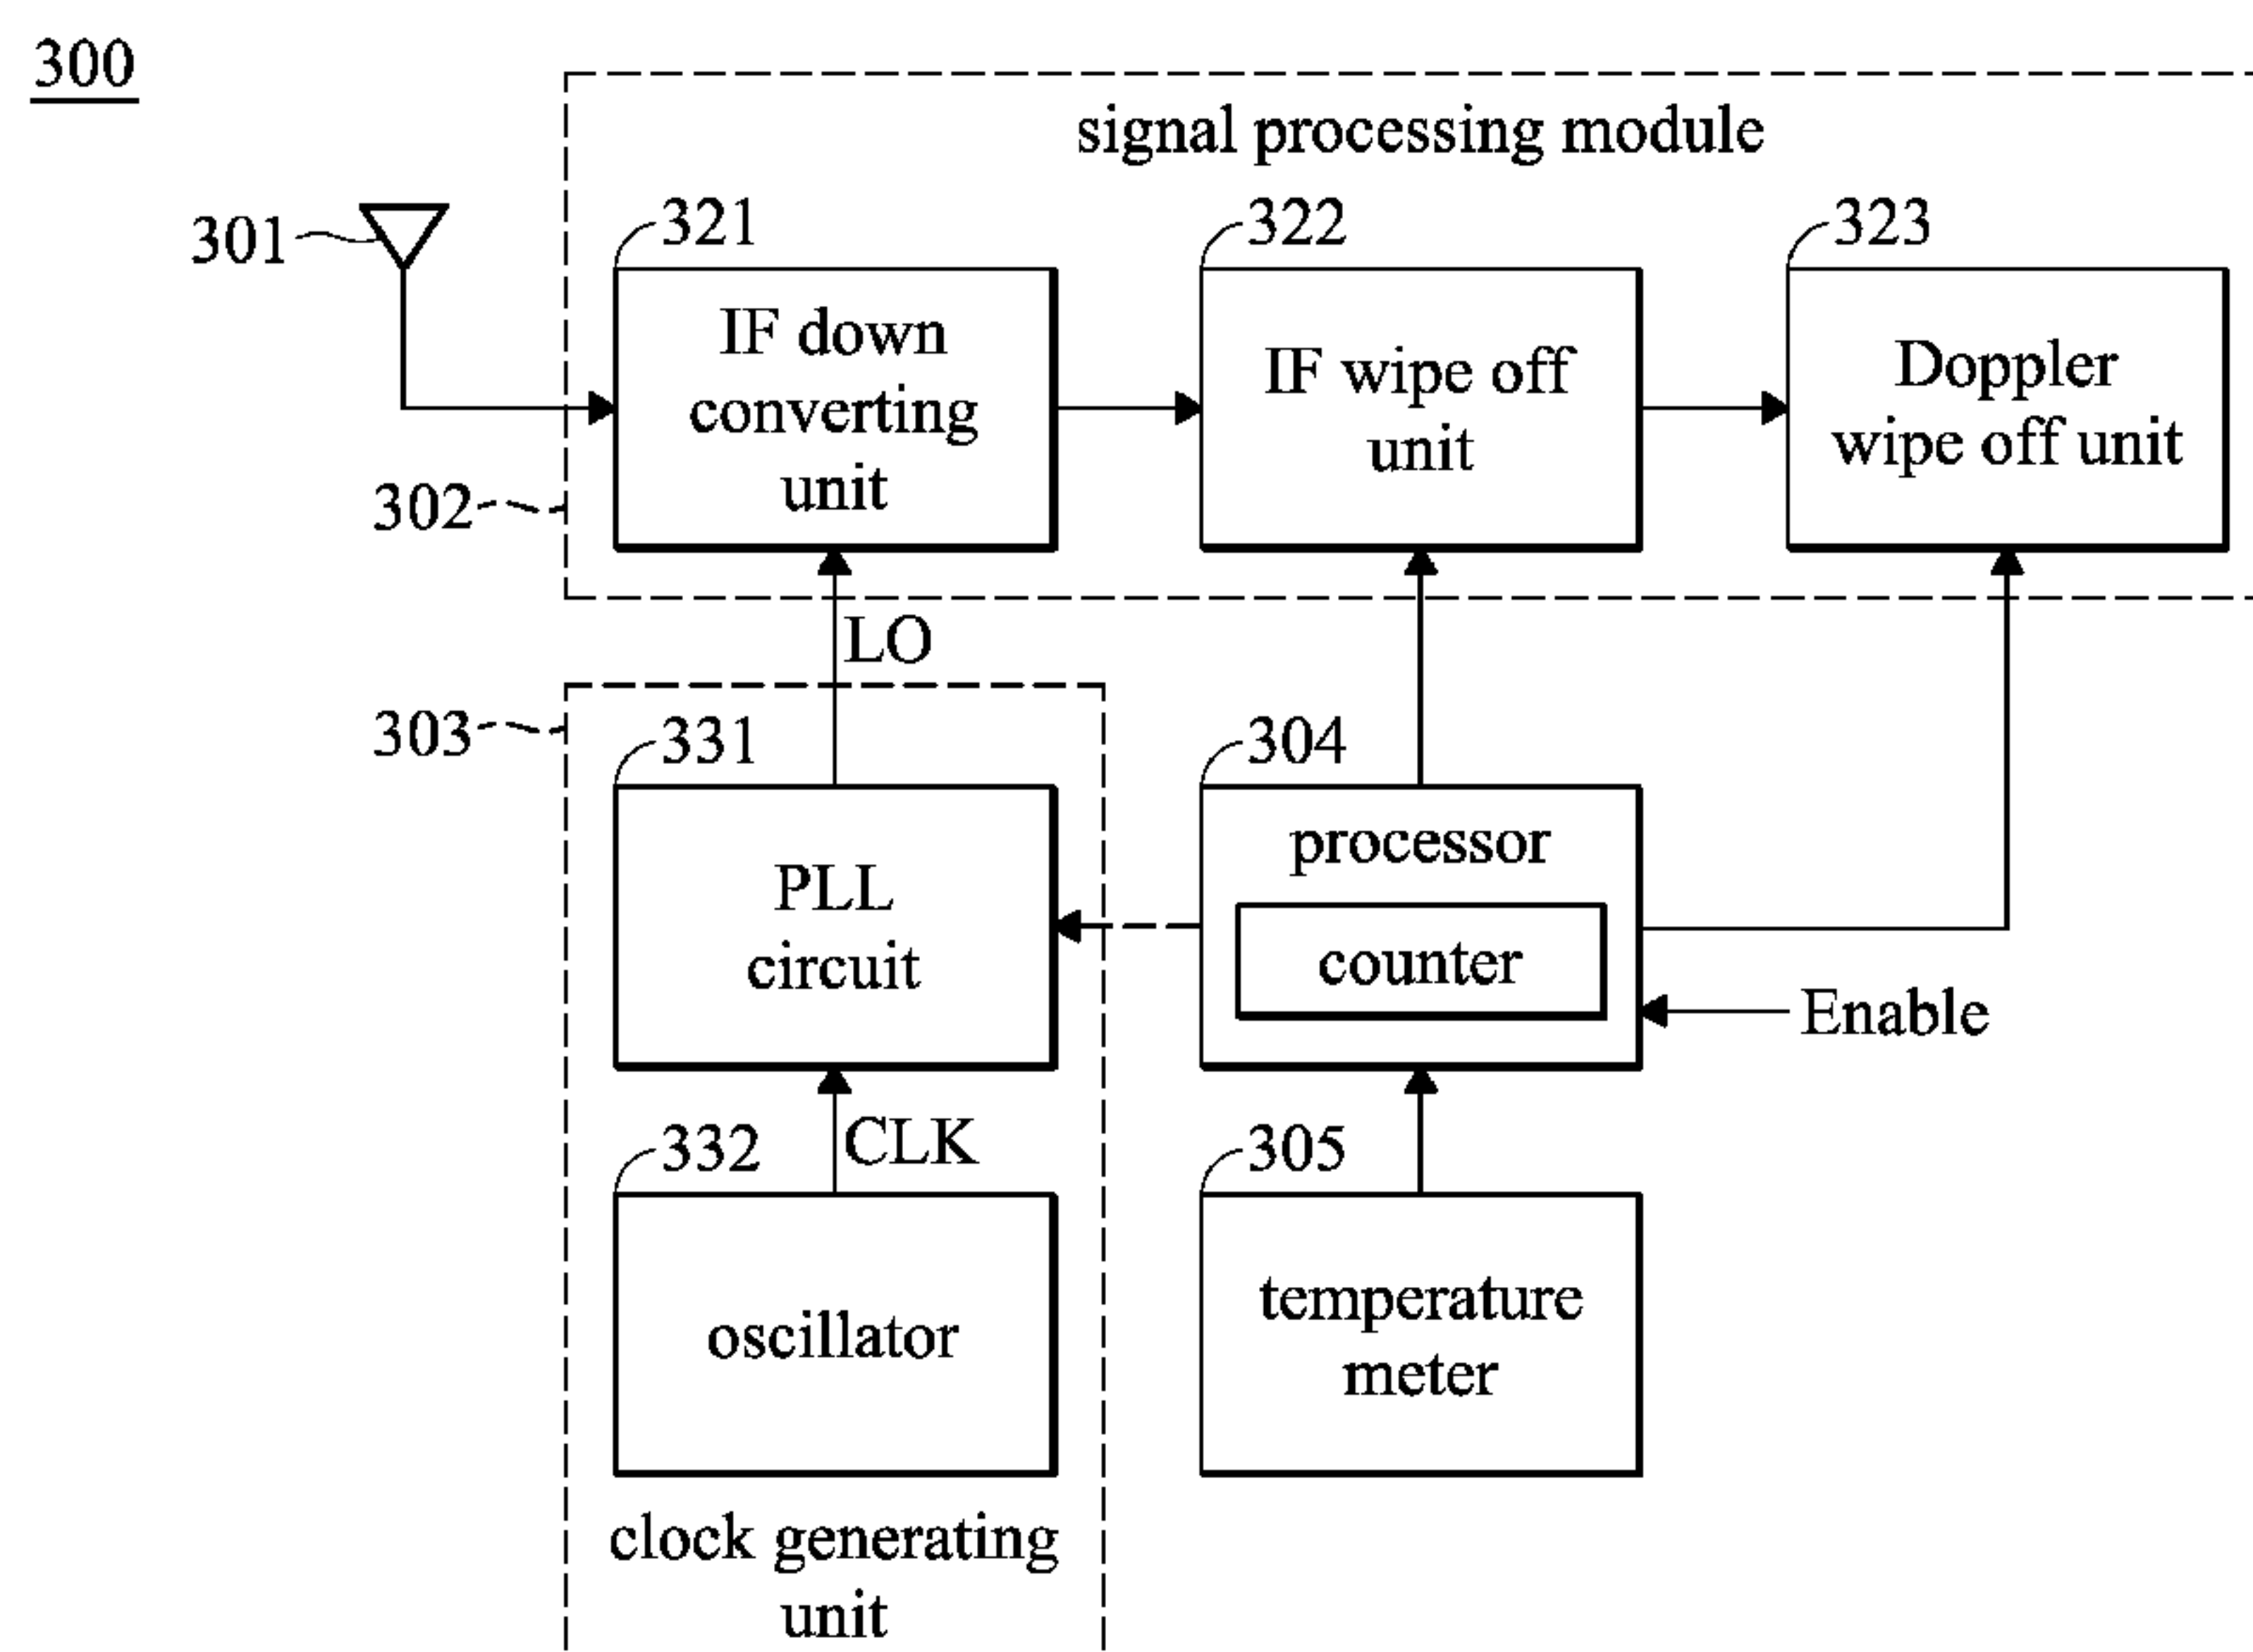 300
signal processing module
301
321
322
323
IF down
converting
unit
IF wipe off
unit
Doppler
wipe off unit
302
LO
303
331
304
PLL
circuit
processor
counter
Enable
332
CLK
305
oscillator
temperature
meter
clock generating
unit